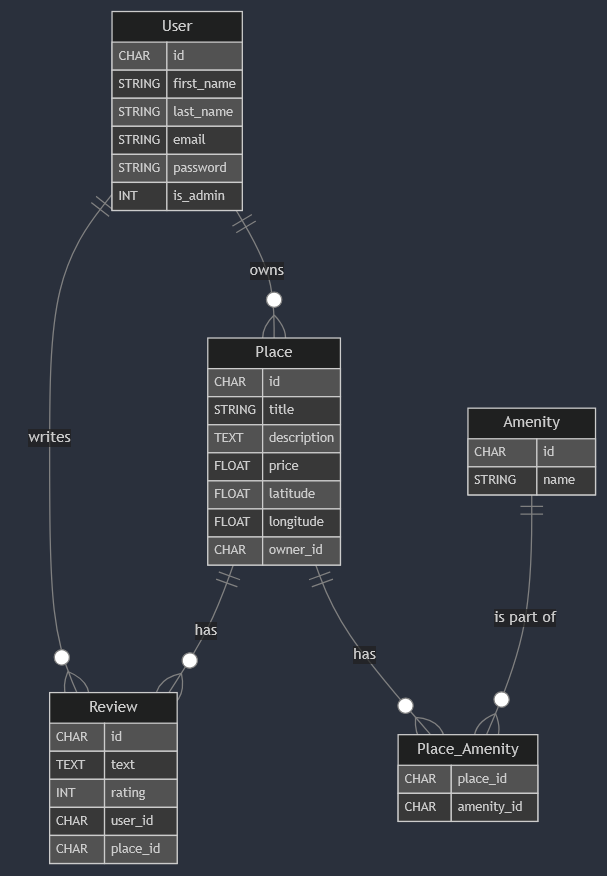 User
CHAR id
STRING first_name
STRING last_name
STRING email
STRING password
INT is_admin
owns
Place
CHAR id
STRING title
TEXT description
FLOAT price
FLOAT latitude
FLOAT longitude
CHAR owner_id
writes
Amenity
CHAR id
STRING name
has
has
is part of
Review
CHAR id
TEXT text
INT rating
CHAR user_id
CHAR place_id
Place_Amenity
CHAR place_id
CHAR amenity_id